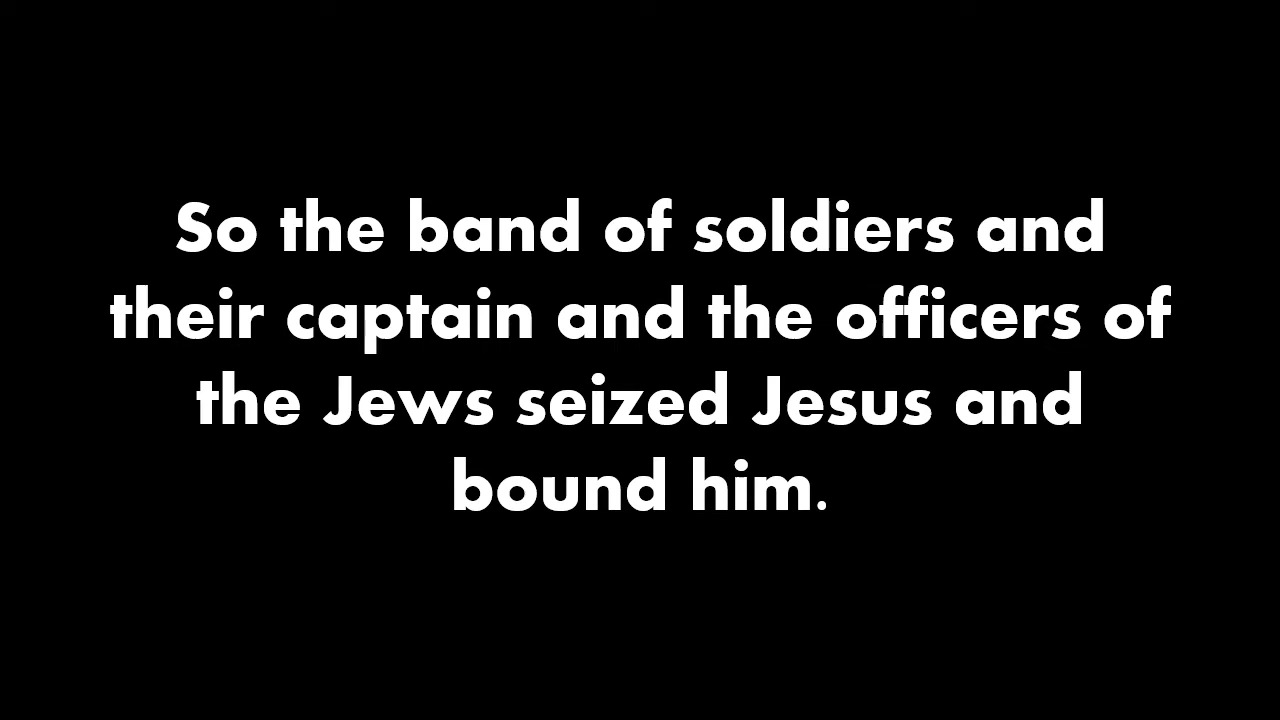 So the band of soldiers and
their captain and the officers of
the Jews seized Jesus and
bound him.